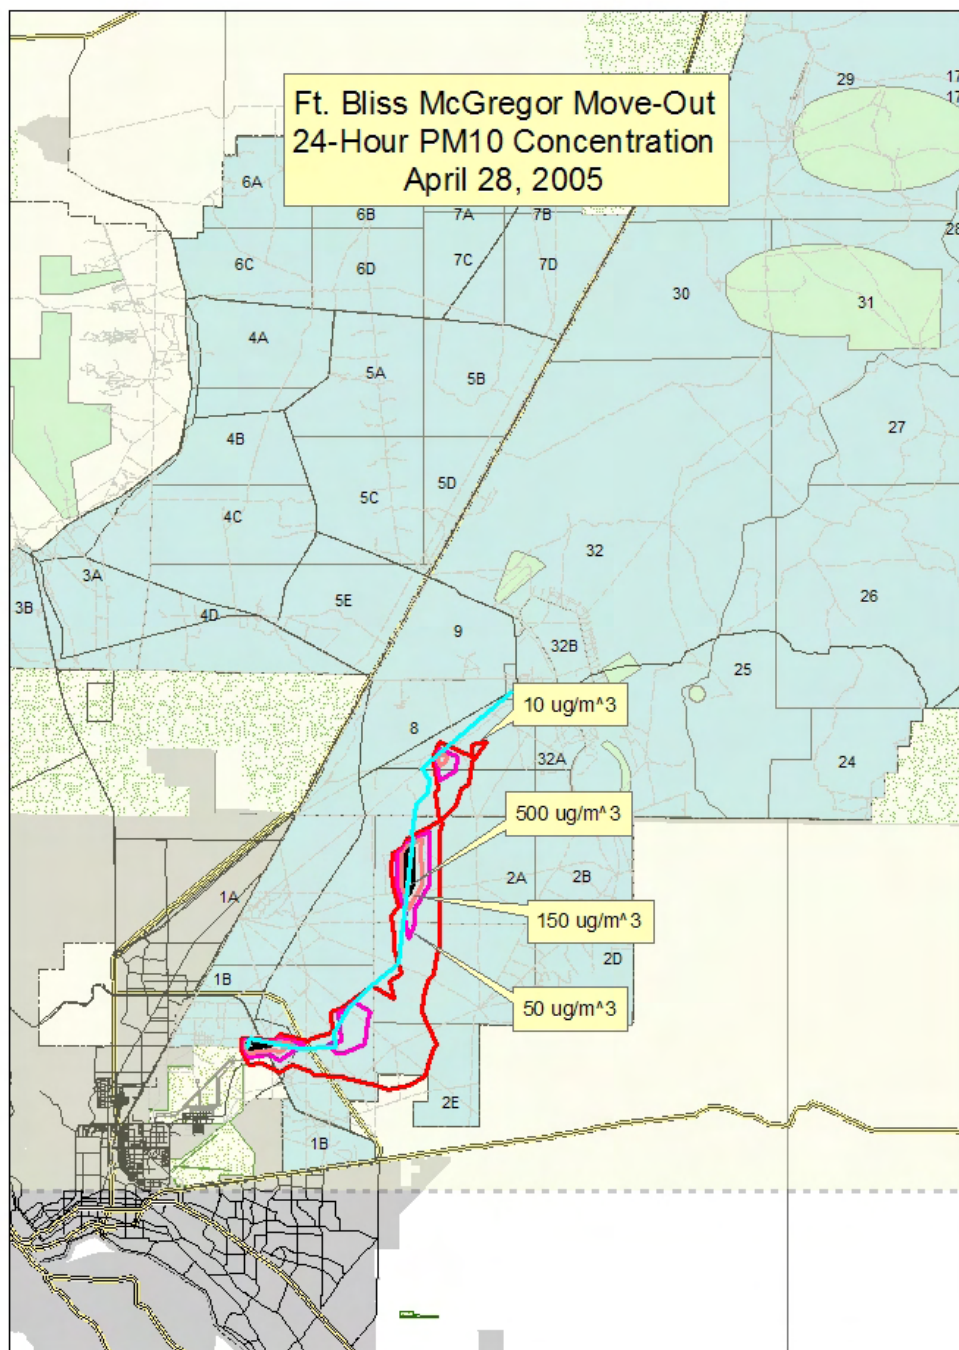 Ft. Bliss McGregor Move-Out
24-Hour PM10 Concentration
April 28, 2005
29
17
17
6A
6B
7A
7B
28
6C
6D
7C
7D
30
31
4A
5A
5B
4B
27
4C
5C
5D
32
3A
5E
26
3B
4D
9
32B
25
10 ug/m^3
8
32A
24
500 ug/m^3
1A
2A
2B
150 ug/m^3
1B
2D
50 ug/m^3
2E
1B